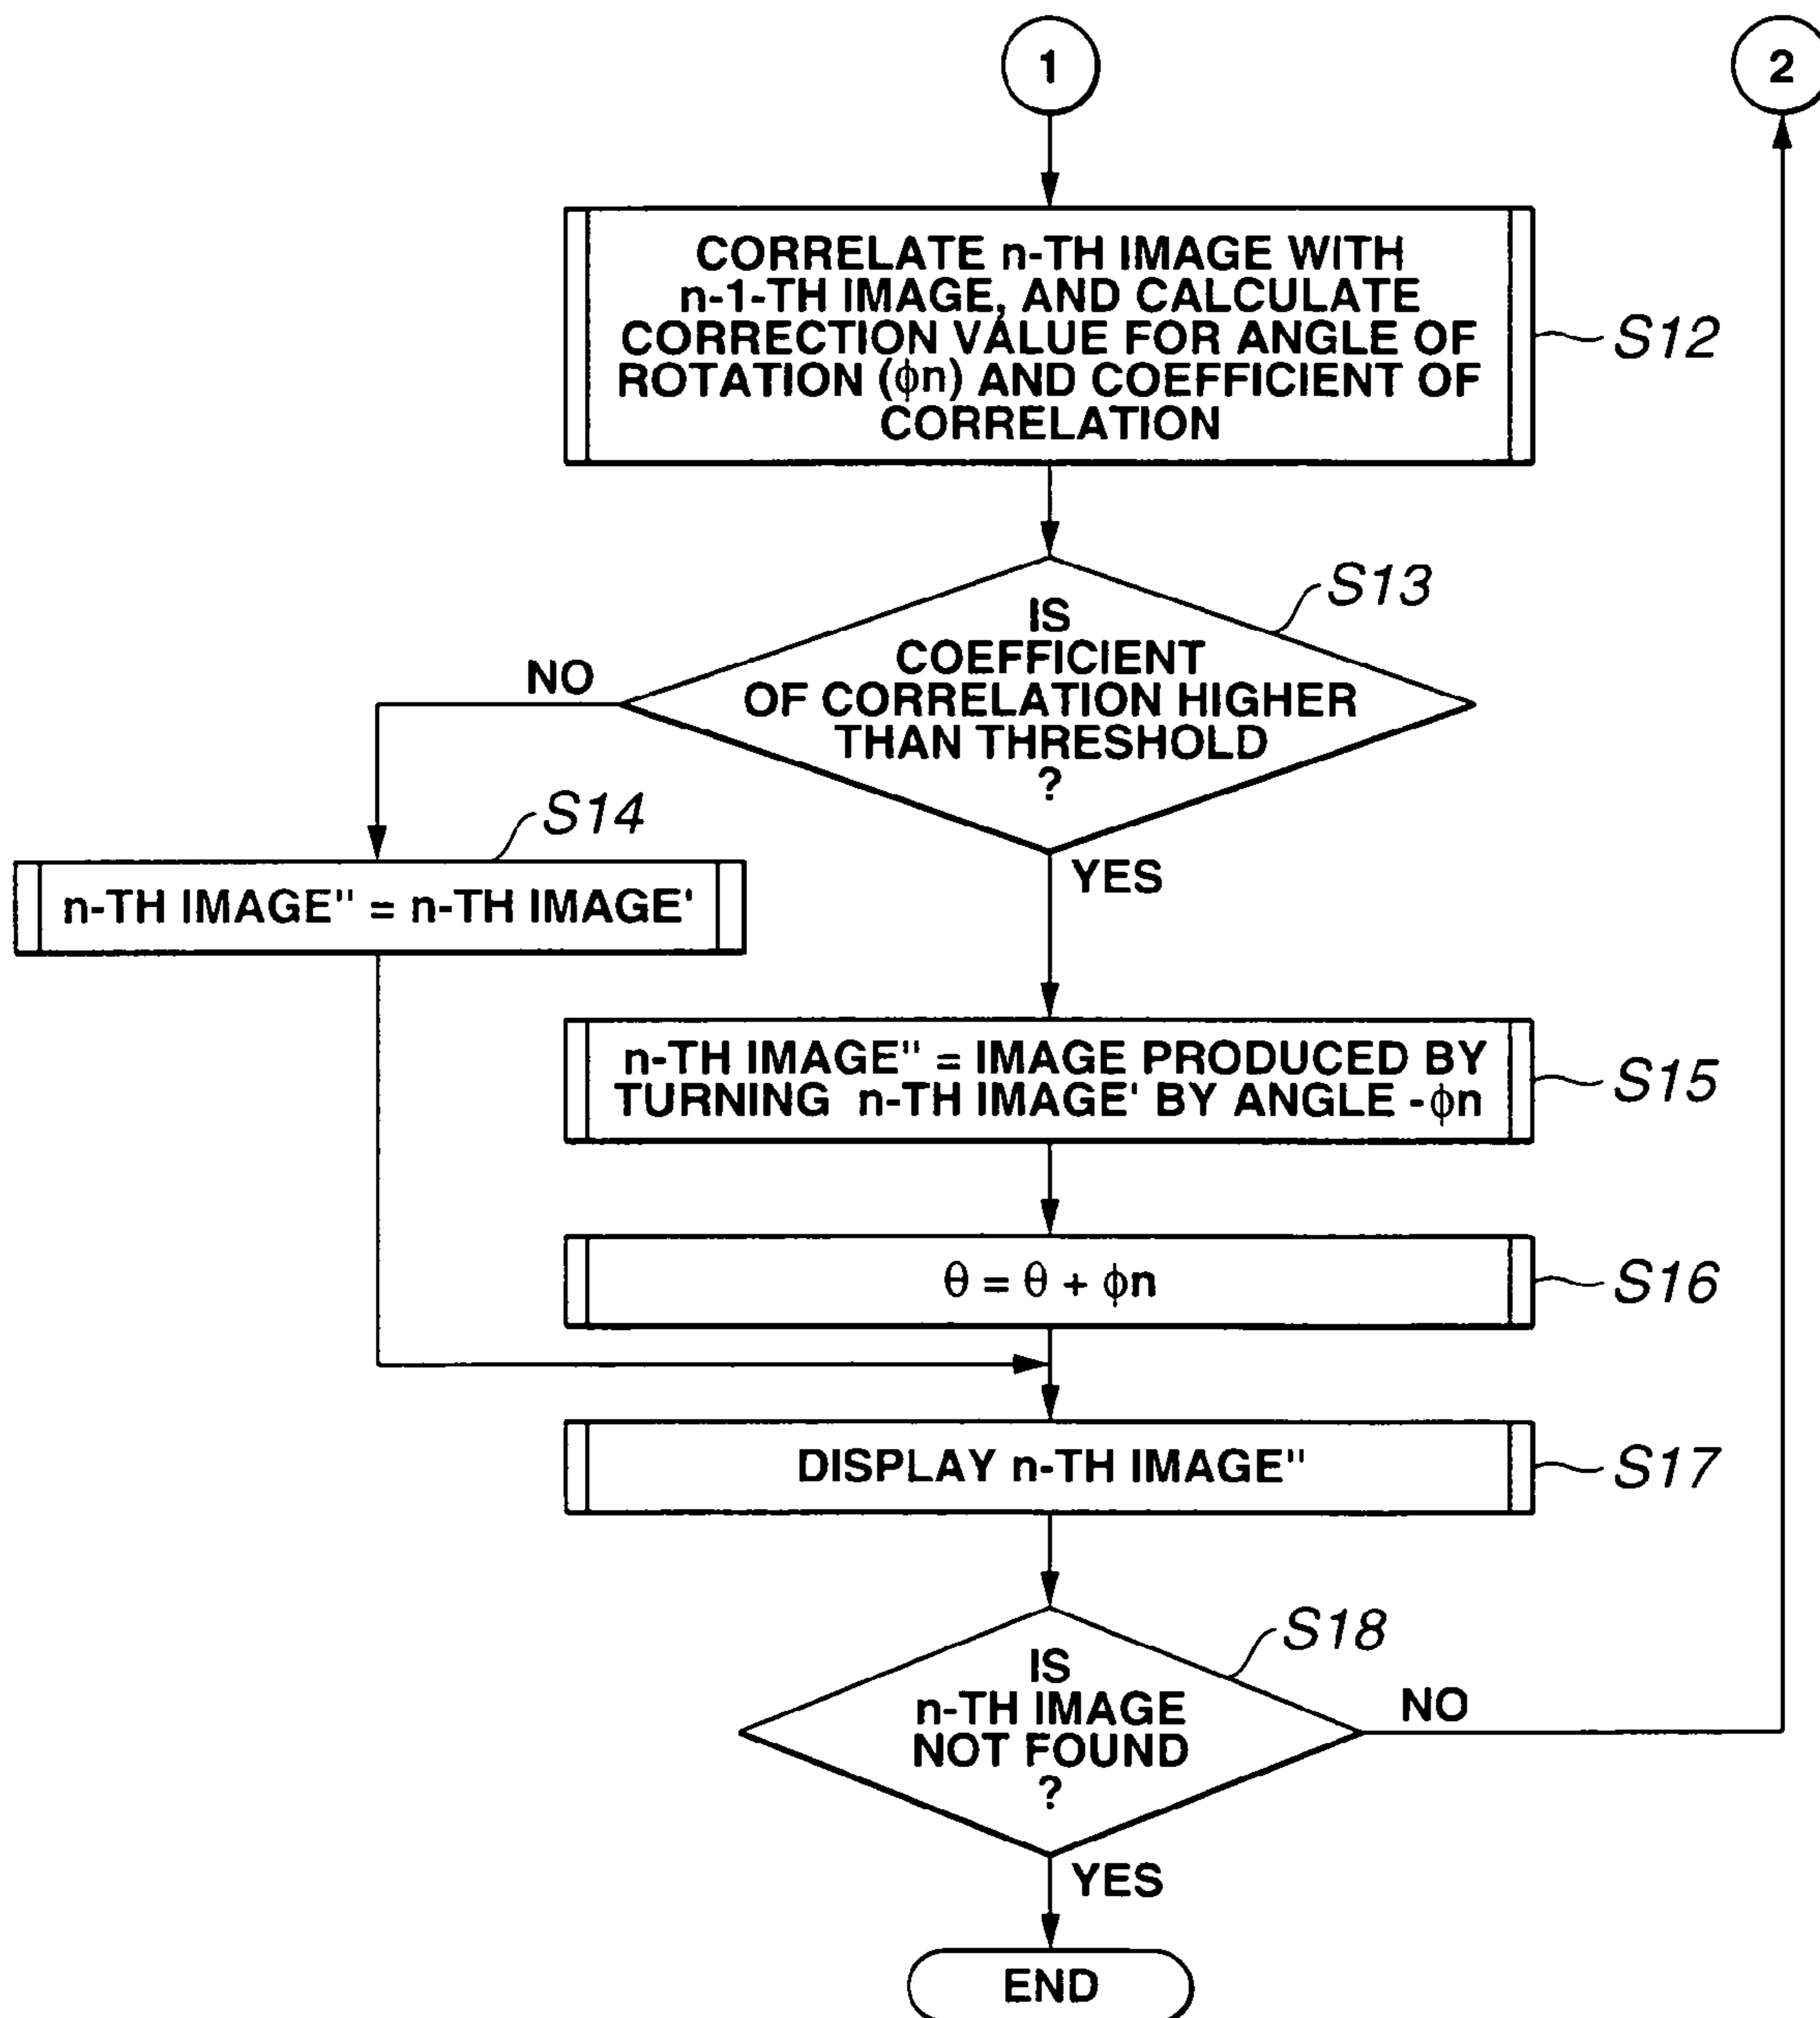 1
2
CORRELATE n-TH IMAGE WITH
n-1-TH IMAGE, AND CALCULATE
CORRECTION VALUE FOR ANGLE OF
ROTATION (ϕn) AND COEFFICIENT OF
CORRELATION
S12
S13
IS
COEFFICIENT
OF CORRELATION HIGHER
THAN THRESHOLD
?
NO
YES
S14
n-TH IMAGE" = n-TH IMAGE'
n-TH IMAGE" = IMAGE PRODUCED BY
TURNING n-TH IMAGE' BY ANGLE -ϕn
S15
θ = θ + ϕn
S16
DISPLAY n-TH IMAGE"
S17
S18
IS
n-TH IMAGE
NOT FOUND
?
NO
YES
END